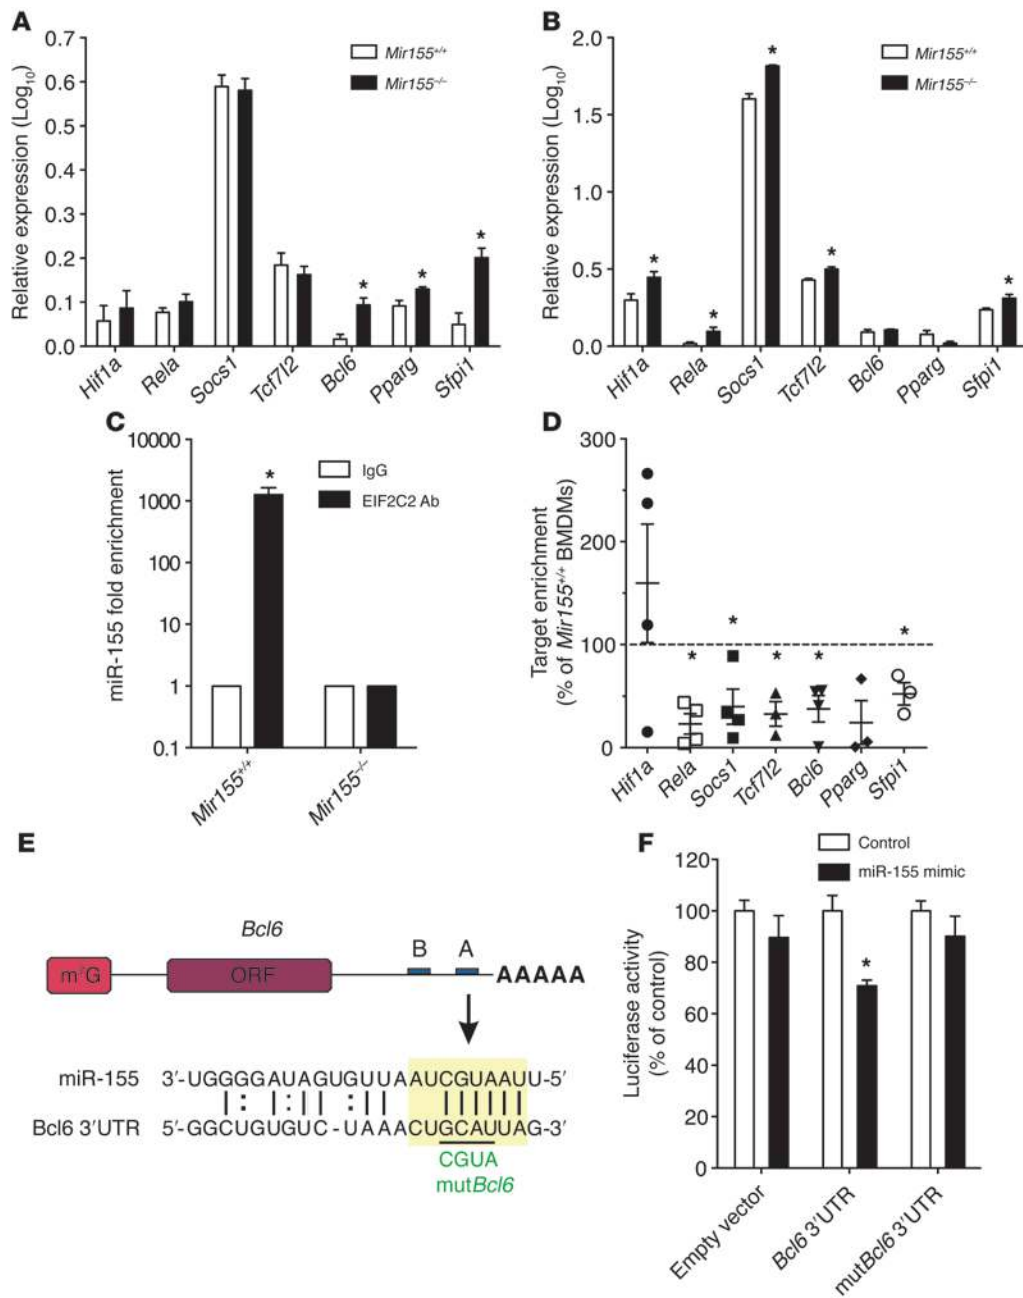 A
Relative expression (Log10)
0.7
0.6
0.5
0.4
0.3
0.2
0.1
0.0
Mir155+/+
Mir155–/–
*
*
*
Hif1a
Rela
Socs1
Tcf7l2
Bcl6
Pparg
Sfpi1
B
Relative expression (Log10)
2.0
1.5
1.0
0.5
0.0
Mir155+/+
Mir155–/–
*
*
*
*
*
Hif1a
Rela
Socs1
Tcf7l2
Bcl6
Pparg
Sfpi1
C
miR-155 fold enrichment
10000
1000
100
10
1
0.1
IgG
EIF2C2 Ab
*
Mir155+/+
Mir155–/–
D
Target enrichment
(% of Mir155+/+ BMDMs)
300
200
100
0
*
*
*
*
*
Hif1a
Rela
Socs1
Tcf7l2
Bcl6
Pparg
Sfpi1
E
Bcl6
m7G
ORF
B
A
AAAAA
miR-155 3′-UGGGGAUAGUGUUAAUCGUAAUU-5′
Bcl6 3′UTR 5′-GGCUGUGUC-UAAACUGCAUUAG-3′
CGUA
mutBcl6
F
Luciferase activity
(% of control)
120
100
80
60
40
20
0
Control
miR-155 mimic
*
Empty vector
Bcl6 3′UTR
mutBcl6 3′UTR